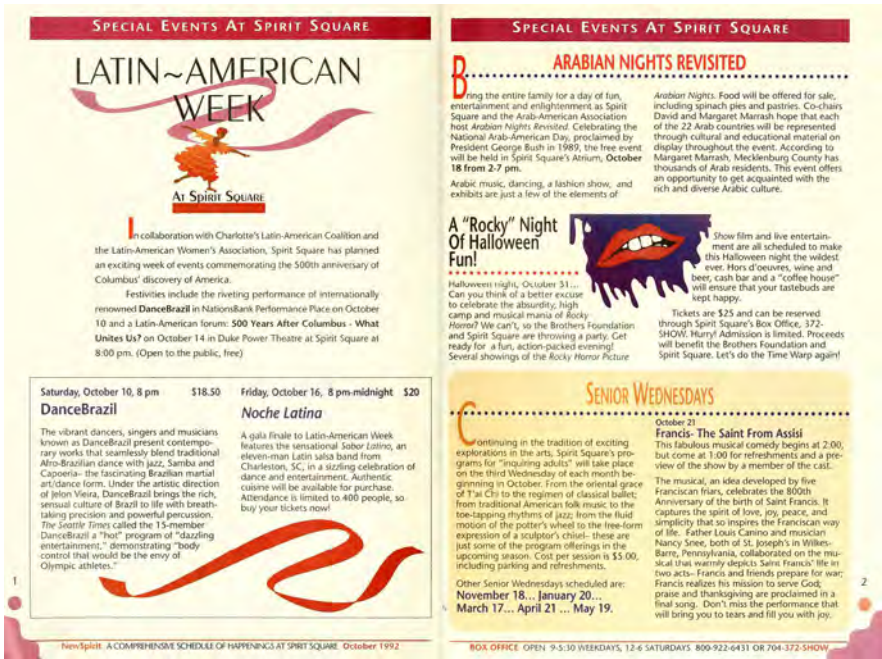 SPECIAL EVENTS AT SPIRIT SQUARE
LATIN~AMERICAN
WEEK
AT SPIRIT SQUARE
In collaboration with Charlotte's Latin-American Coalition and
the Latin-American Women's Association, Spirit Square has planned
an exciting week of events commemorating the 500th anniversary of
Columbus' discovery of America.
Festivities include the riveting performance of internationally
renowned DanceBrazil in NationsBank Performance Place on October
10 and a Latin-American forum: 500 Years After Columbus - What
Unites Us? on October 14 in Duke Power Theatre at Spirit Square at
8:00 pm. (Open to the public, free)
Saturday, October 10, 8 pm $18.50
DanceBrazil
The vibrant dancers, singers and musicians
known as DanceBrazil present contempo-
rary works that seamlessly blend traditional
Afro-Brazilian dance with jazz, Samba and
Capoeria- the fascinating Brazilian martial
art/dance form. Under the artistic direction
of Jelon Vieira, DanceBrazil brings the rich,
sensual culture of Brazil to life with breath-
taking precision and powerful percussion.
The Seattle Times called the 15-member
DanceBrazil a "hot" program of "dazzling
entertainment," demonstrating "body
control that would be the envy of
Olympic athletes."
Friday, October 16, 8 pm-midnight $20
Noche Latina
A gala finale to Latin-American Week
features the sensational Sabor Latino, an
eleven-man Latin salsa band from
Charleston, SC, in a sizzling celebration of
dance and entertainment. Authentic
cuisine will be available for purchase.
Attendance is limited to 400 people, so
buy your tickets now!
1
NewSpirit A COMPREHENSIVE SCHEDULE OF HAPPENINGS AT SPIRIT SQUARE October 1992
SPECIAL EVENTS AT SPIRIT SQUARE
ARABIAN NIGHTS REVISITED
Bring the entire family for a day of fun,
entertainment and enlightenment as Spirit
Square and the Arab-American Association
host Arabian Nights Revisited. Celebrating the
National Arab-American Day, proclaimed by
President George Bush in 1989, the free event
will be held in Spirit Square's Atrium, October
18 from 2-7 pm.
Arabic music, dancing, a fashion show, and
exhibits are just a few of the elements of
Arabian Nights. Food will be offered for sale,
including spinach pies and pastries. Co-chairs
David and Margaret Marrash hope that each
of the 22 Arab countries will be represented
through cultural and educational material on
display throughout the event. According to
Margaret Marrash, Mecklenburg County has
thousands of Arab residents. This event offers
an opportunity to get acquainted with the
rich and diverse Arabic culture.
A "Rocky" Night
Of Halloween
Fun!
Halloween night, October 31...
Can you think of a better excuse
to celebrate the absurdity, high
camp and musical mania of Rocky
Horror? We can't, so the Brothers Foundation
and Spirit Square are throwing a party. Get
ready for a fun, action-packed evening!
Several showings of the Rocky Horror Picture
Show film and live entertain-
ment are all scheduled to make
this Halloween night the wildest
ever. Hors d'oeuvres, wine and
beer, cash bar and a "coffee house"
will ensure that your tastebuds are
kept happy.
Tickets are $25 and can be reserved
through Spirit Square's Box Office, 372-
SHOW. Hurry! Admission is limited. Proceeds
will benefit the Brothers Foundation and
Spirit Square. Let's do the Time Warp again!
SENIOR WEDNESDAYS
Continuing in the tradition of exciting
explorations in the arts, Spirit Square's pro-
grams for "inquiring adults" will take place
on the third Wednesday of each month be-
ginnning in October. From the oriental grace
of T'ai Chi to the regimen of classical ballet;
from traditional American folk music to the
toe-tapping rhythms of jazz; from the fluid
motion of the potter's wheel to the free-form
expression of a sculptor's chisel- these are
just some of the program offerings in the
upcoming season. Cost per session is $5.00,
including parking and refreshments.
Other Senior Wednesdays scheduled are:
November 18... January 20...
March 17... April 21 ... May 19.
October 21
Francis- The Saint From Assisi
This fabulous musical comedy begins at 2:00,
but come at 1:00 for refreshments and a pre-
view of the show by a member of the cast.
The musical, an idea developed by five
Franciscan friars, celebrates the 800th
Anniversary of the birth of Saint Francis. It
captures the spirit of love, joy, peace, and
simplicity that so inspires the Franciscan way
of life. Father Louis Canino and musician
Nancy Snee, both of St. Joseph's in Wilkes-
Barre, Pennsylvania, collaborated on the mu-
sical that warmly depicts Saint Francis' life in
two acts- Francis and friends prepare for war;
Francis realizes his mission to serve God;
praise and thanksgiving are proclaimed in a
final song. Don't miss the performance that
will bring you to tears and fill you with joy.
2
BOX OFFICE OPEN 9-5:30 WEEKDAYS, 12-6 SATURDAYS 800-922-6431 OR 704-372-SHOW